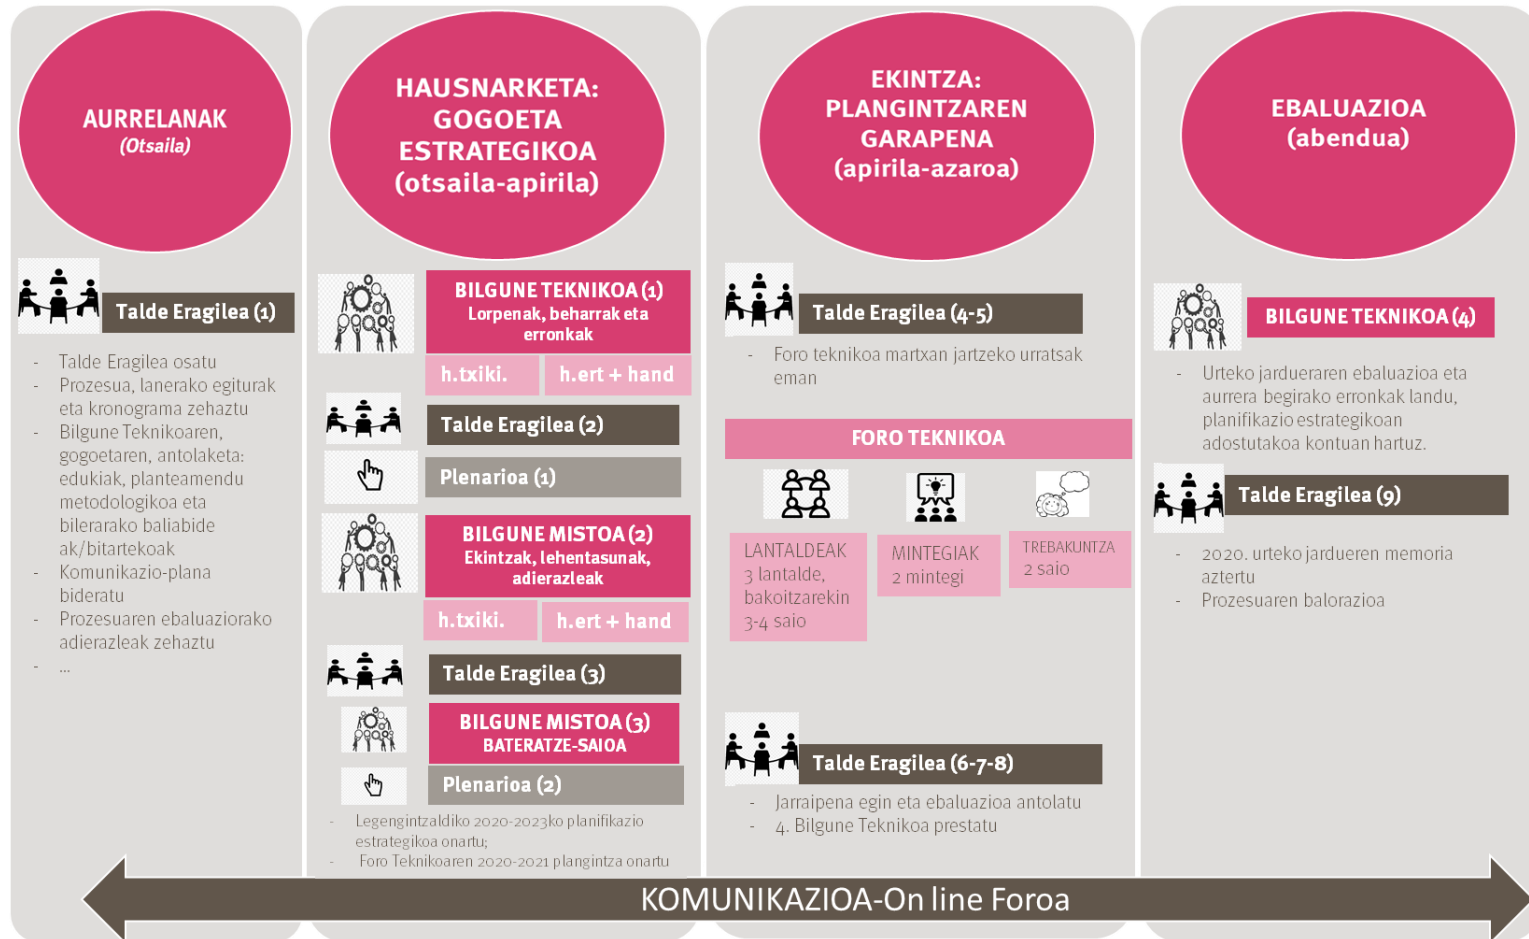 AURRELANAK
(Otsaila)
Talde Eragilea (1)
- Talde Eragilea osatu
- Prozesua, lanerako egiturak
eta kronograma zehaztu
- Bilgune Teknikoaren,
gogoetaren, antolaketa:
edukiak, planteamendu
metodologikoa eta
bilerarako baliabide
ak/bitartekoak
- Komunikazio-plana
bideratu
- Prozesuaren ebaluaziorako
adierazleak zehaztu
- ...
HAUSNARKETA:
GOGOETA
ESTRATEGIKOA
(otsaila-apirila)
BILGUNE TEKNIKOA (1)
Lorpenak, beharrak eta
erronkak
h.txiki.
h.ert + hand
Talde Eragilea (2)
Plenarioa (1)
BILGUNE MISTOA (2)
Ekintzak, lehentasunak,
adierazleak
h.txiki.
h.ert + hand
Talde Eragilea (3)
BILGUNE MISTOA (3)
BATERATZE-SAIOA
Plenarioa (2)
- Legengintzaldiko 2020-2023ko planifikazio
estrategikoa onartu;
- Foro Teknikoaren 2020-2021 plangintza onartu
EKINTZA:
PLANGINTZAREN
GARAPENA
(apirila-azaroa)
Talde Eragilea (4-5)
- Foro teknikoa martxan jartzeko urratsak
eman
FORO TEKNIKOA
LANTALDEAK
3 lantalde,
bakoitzarekin
3-4 saio
MINTEGIAK
2 mintegi
TREBAKUNTZA
2 saio
Talde Eragilea (6-7-8)
- Jarraipena egin eta ebaluazioa antolatu
- 4. Bilgune Teknikoa prestatu
EBALUAZIOA
(abendua)
BILGUNE TEKNIKOA (4)
- Urteko jardueraren ebaluazioa eta
aurrera begirako erronkak landu,
planifikazio estrategikoan
adostutakoa kontuan hartuz.
Talde Eragilea (9)
- 2020. urteko jardueren memoria
aztertu
- Prozesuaren balorazioa
KOMUNIKAZIOA-On line Foroa